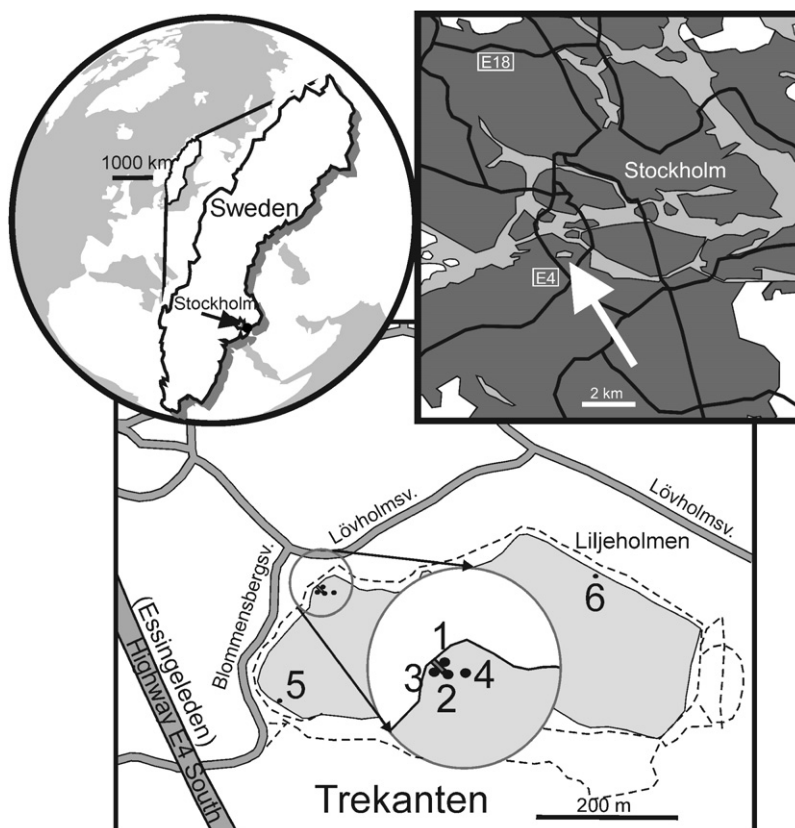 1000 km
Sweden
Stockholm
E18
Stockholm
E4
2 km
Lövholmsv.
Lövholmsv.
Liljeholmen
Blommensbergsv.
(Essingeleden)
Highway E4 South
1
2
3
4
5
6
Trekanten
200 m